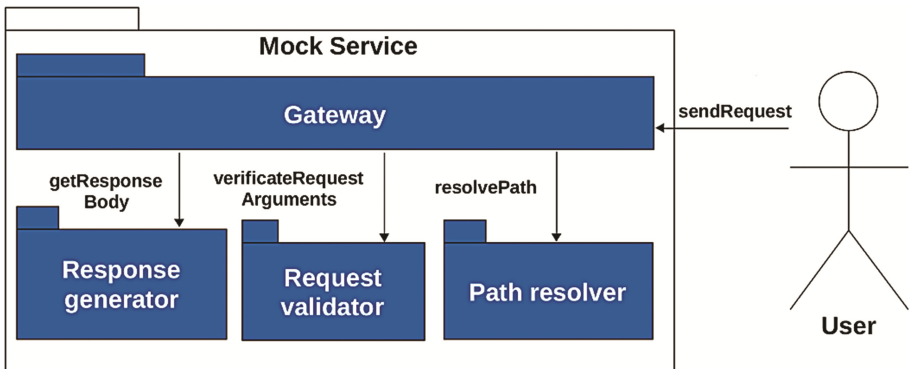 Mock Service
Gateway
sendRequest
getResponse
Body
verificateRequest
Arguments
resolvePath
Response
generator
Request
validator
Path resolver
User